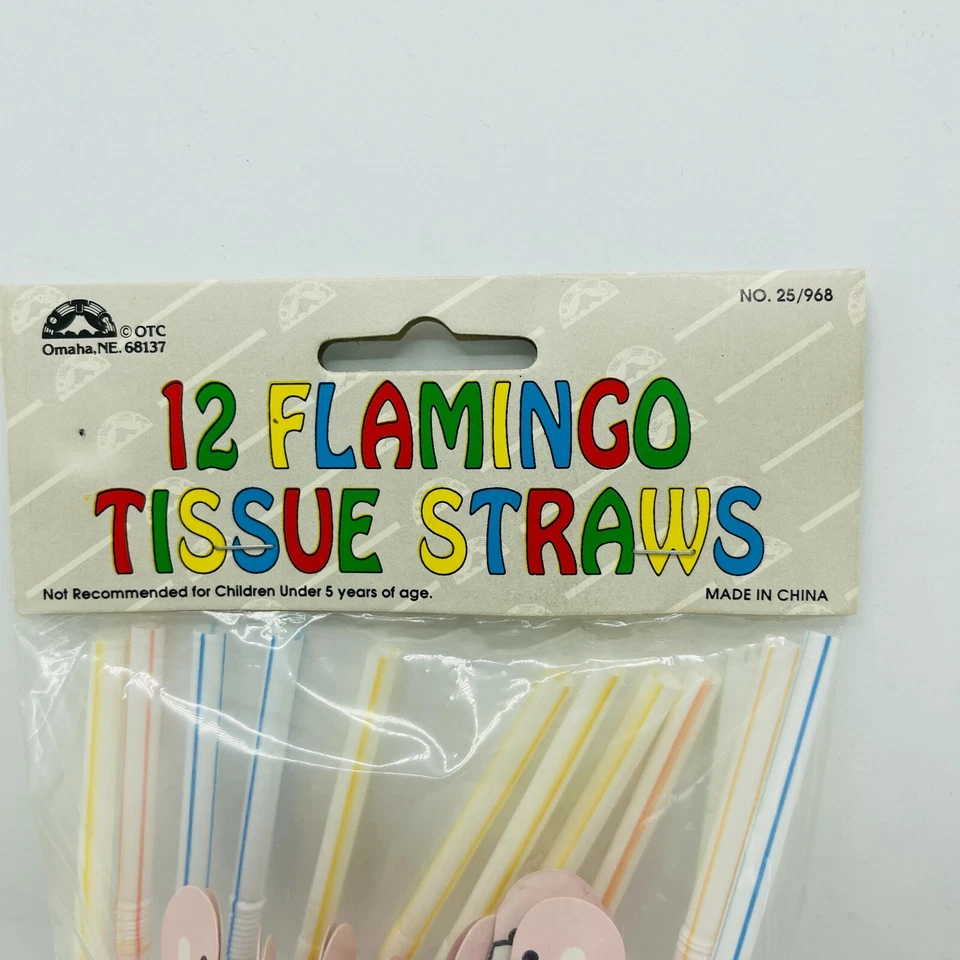 NO. 25/968
© OTC
Omaha, NE. 68137
12 FLAMINGO
TISSUE STRAWS
Not Recommended for Children Under 5 years of age.
MADE IN CHINA